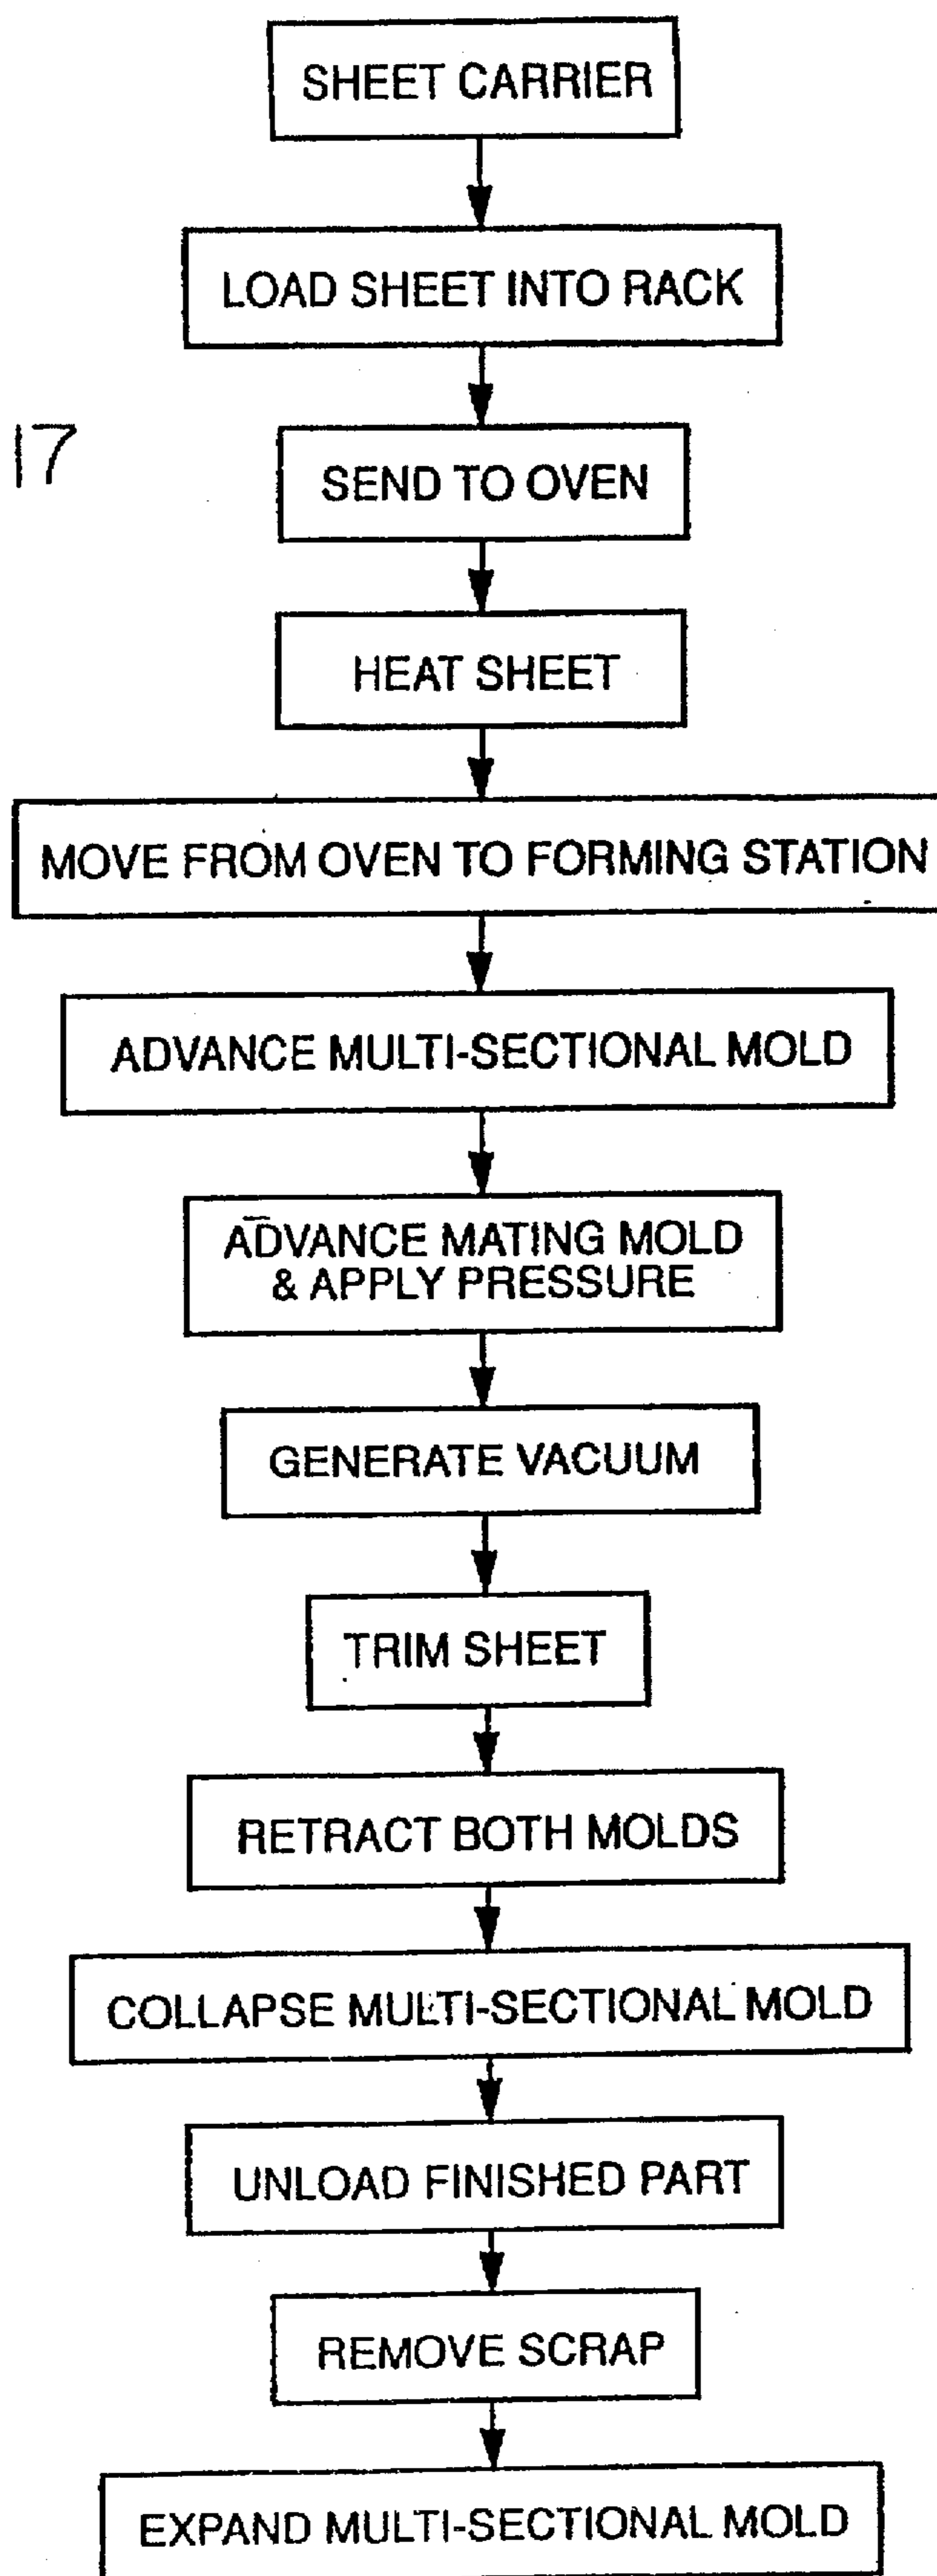 SHEET CARRIER
LOAD SHEET INTO RACK
17
SEND TO OVEN
HEAT SHEET
MOVE FROM OVEN TO FORMING STATION
ADVANCE MULTI-SECTIONAL MOLD
ADVANCE MATING MOLD
& APPLY PRESSURE
GENERATE VACUUM
TRIM SHEET
RETRACT BOTH MOLDS
COLLAPSE MULTI-SECTIONAL MOLD
UNLOAD FINISHED PART
REMOVE SCRAP
EXPAND MULTI-SECTIONAL MOLD